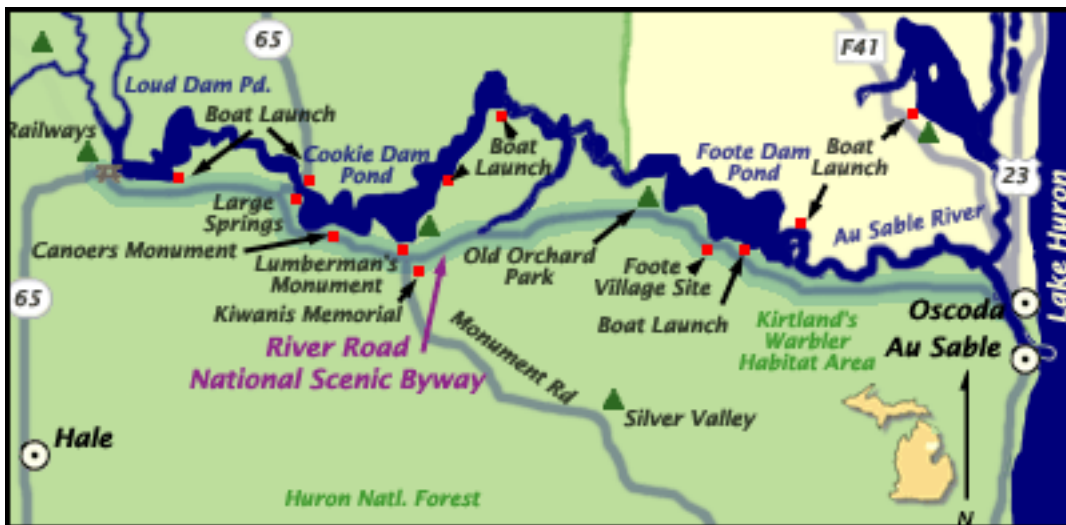 65
F41
Loud Dam Pd.
Boat Launch
Railways
Cookie Dam
Pond
Boat
Launch
Foote Dam
Pond
Boat
Launch
23
Large
Springs
Canoers Monument
Lumberman's
Monument
Kiwanis Memorial
Old Orchard
Park
Foote
Village Site
Boat Launch
Au Sable River
Lake Huron
65
River Road
National Scenic Byway
Monument Rd
Kirtland's
Warbler
Habitat Area
Oscoda
Au Sable
Silver Valley
Hale
Huron Natl. Forest
N